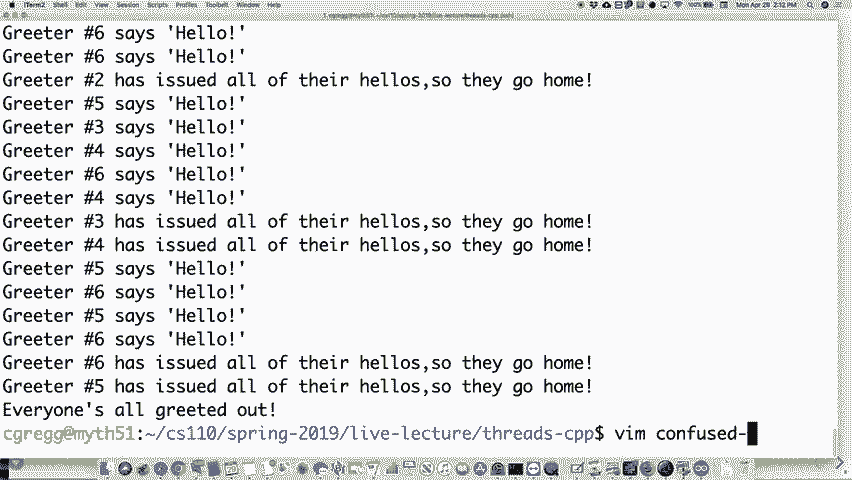 iTerm2 Shell Edit View Session Scripts Profiles Toolbelt Window Help
Greeter #6 says 'Hello!'
Greeter #6 says 'Hello!'
Greeter #2 has issued all of their hellos,so they go home!
Greeter #5 says 'Hello!'
Greeter #3 says 'Hello!'
Greeter #4 says 'Hello!'
Greeter #6 says 'Hello!'
Greeter #4 says 'Hello!'
Greeter #3 has issued all of their hellos,so they go home!
Greeter #4 has issued all of their hellos,so they go home!
Greeter #5 says 'Hello!'
Greeter #6 says 'Hello!'
Greeter #5 says 'Hello!'
Greeter #6 says 'Hello!'
Greeter #6 has issued all of their hellos,so they go home!
Greeter #5 has issued all of their hellos,so they go home!
Everyone's all greeted out!
cgregg@myth51:~/cs110/spring-2019/live-lecture/threads-cpp$ vim confused-